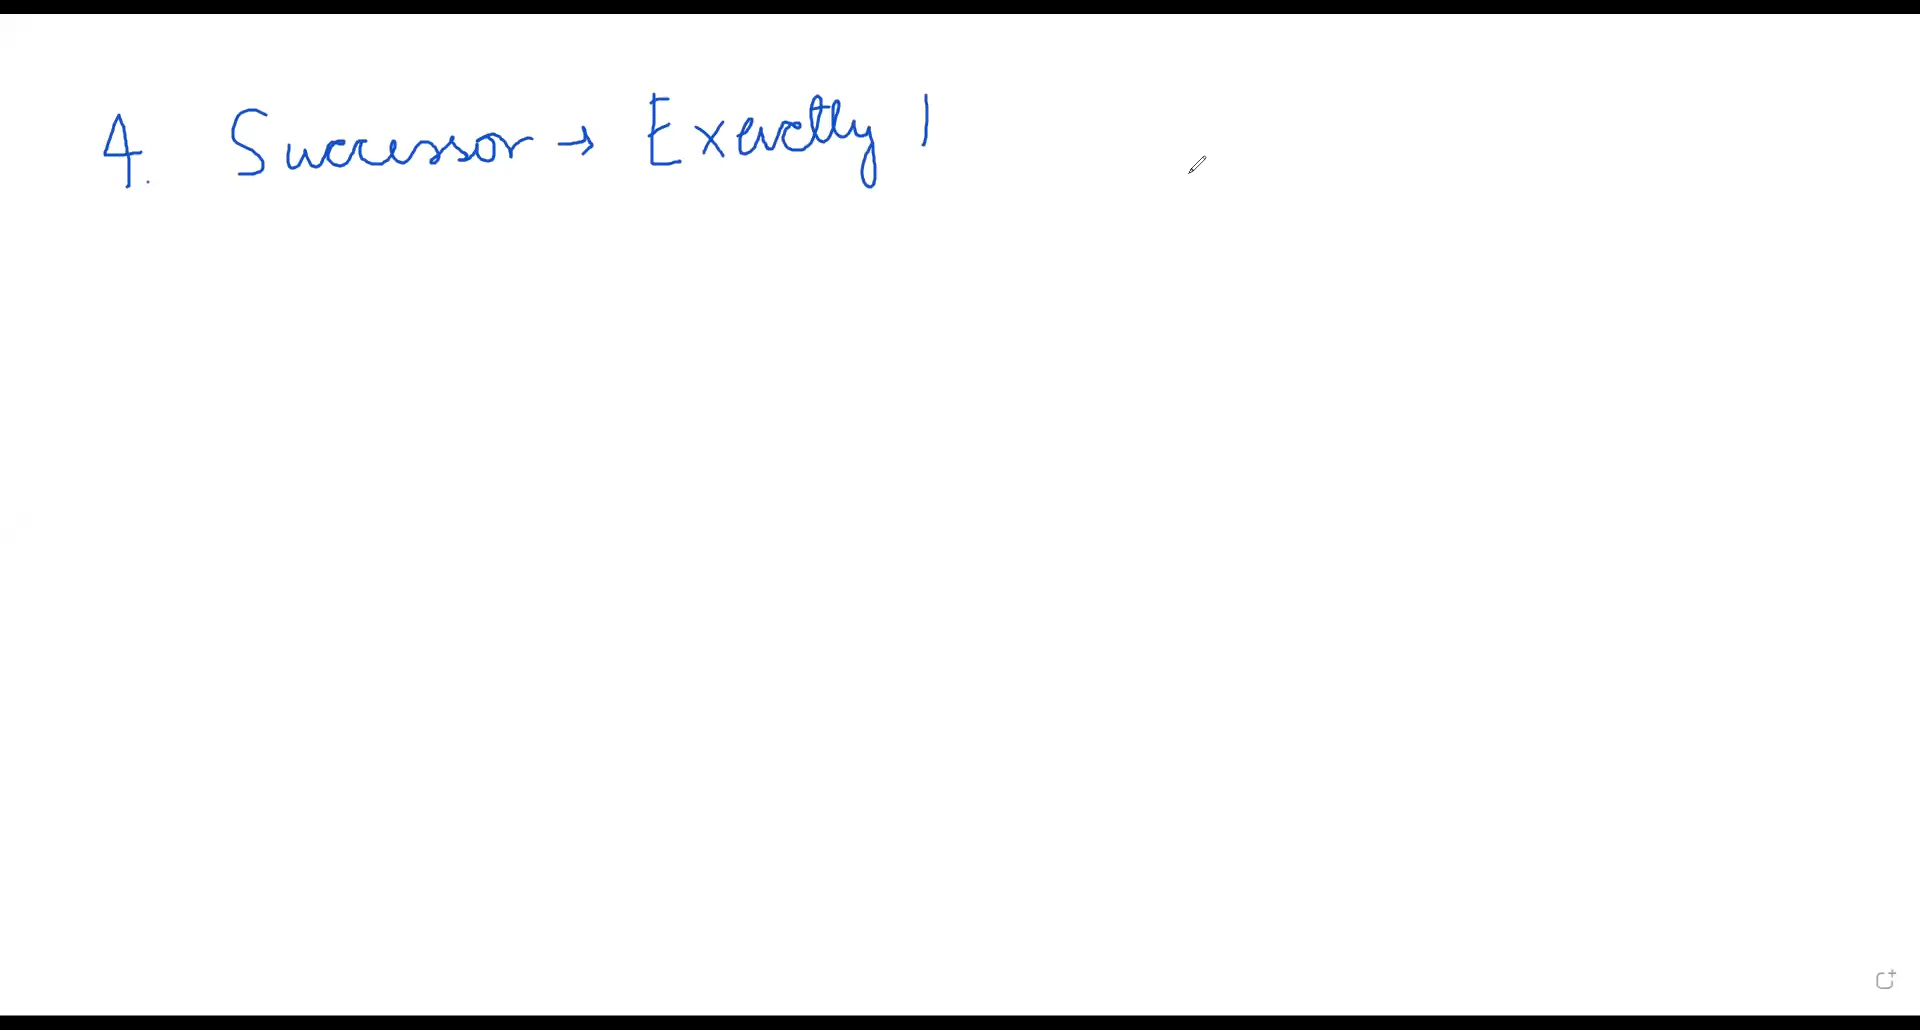 4. Successor → Exactly 1